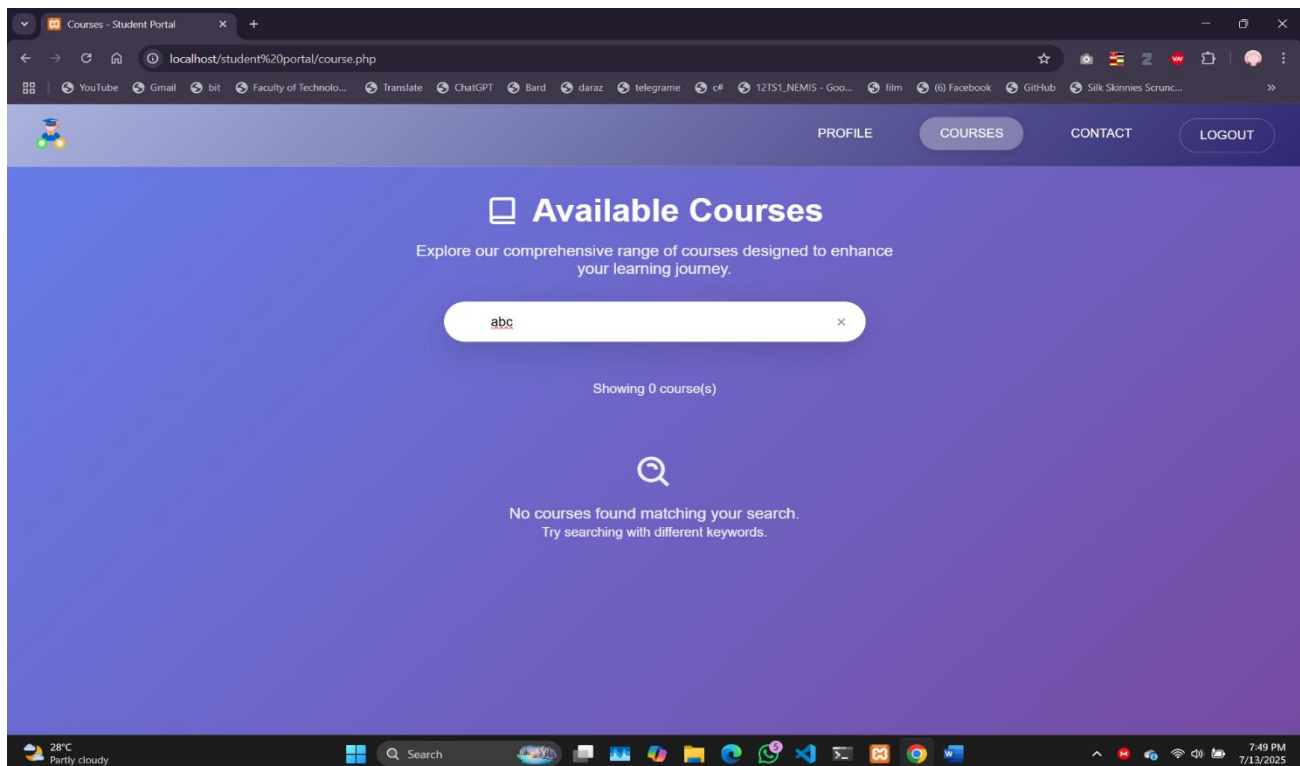 Courses - Student Portal
localhost/student%20portal/course.php
YouTube Gmail bit Faculty of Technolo... Translate ChatGPT Bard daraz telegrame c# 12TS1_NEMIS - Goo... film (6) Facebook GitHub Silk Skinnies Scrunc...
PROFILE COURSES CONTACT LOGOUT
Available Courses
Explore our comprehensive range of courses designed to enhance
your learning journey.
abc
Showing 0 course(s)
No courses found matching your search.
Try searching with different keywords.
28°C
Partly cloudy
Search
7:49 PM
7/13/2025